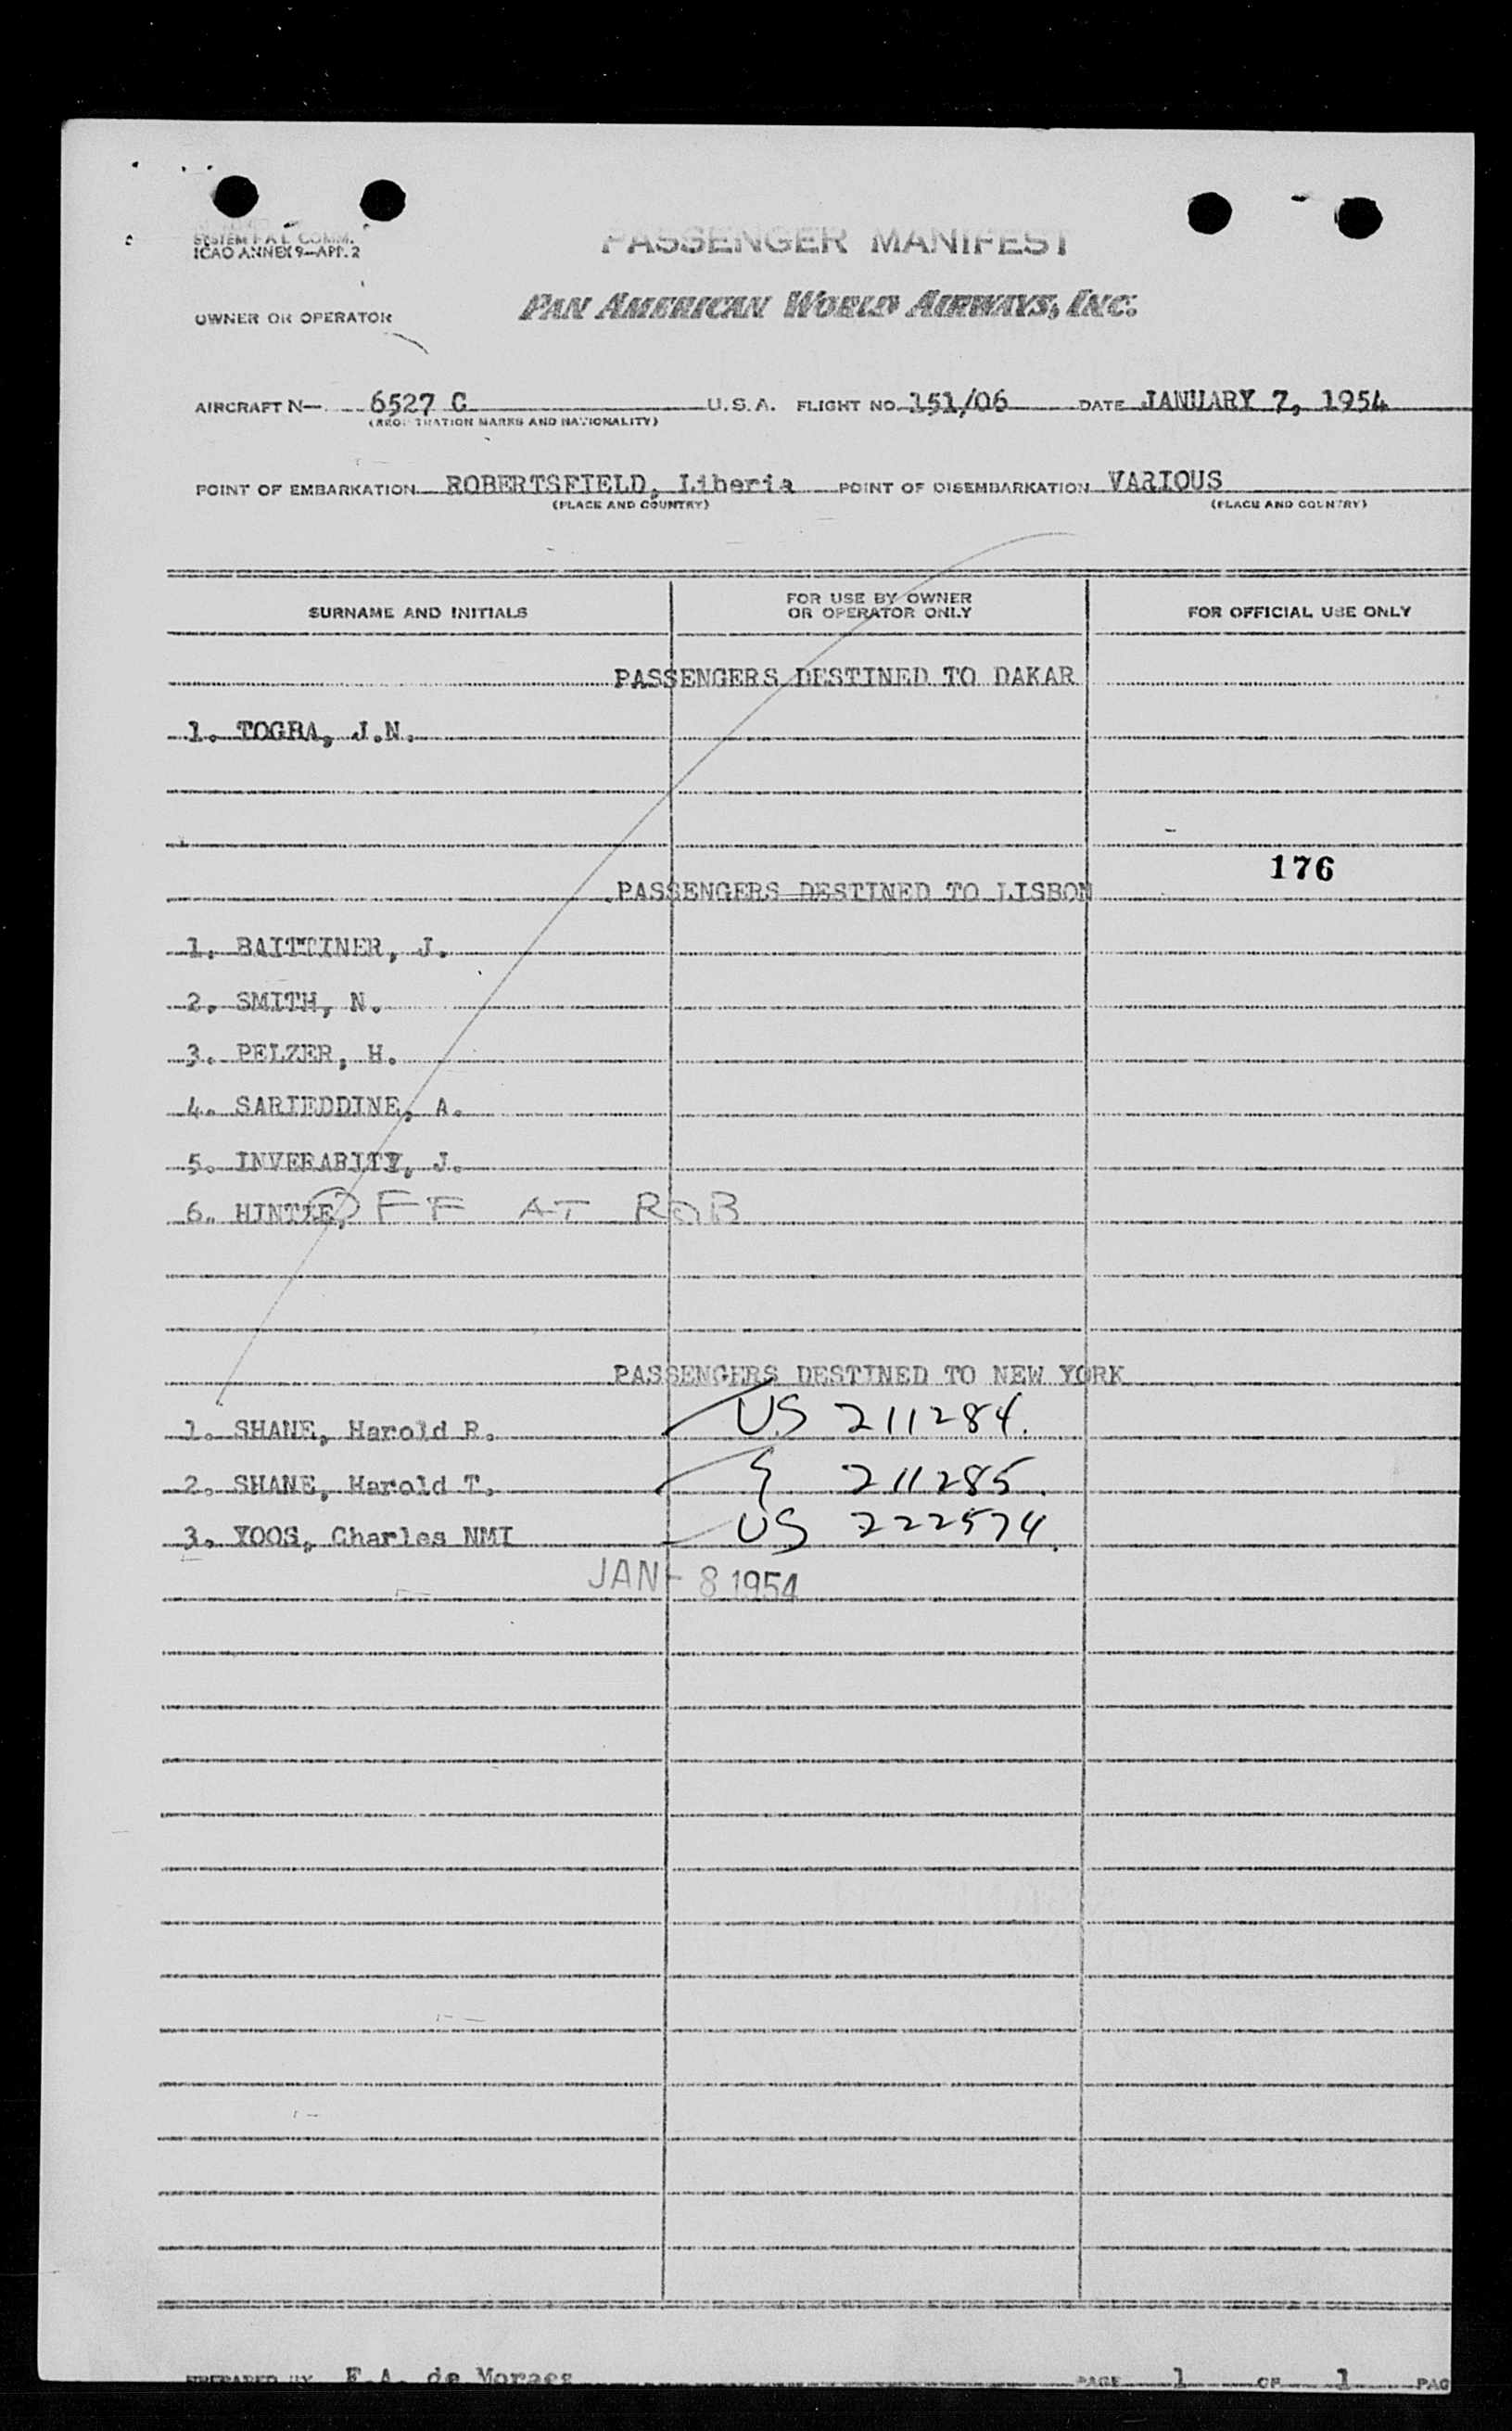 SYSTEM F A L COMM.
ICAO ANNEX 9—APP. 2
PASSENGER MANIFEST
OWNER OR OPERATOR
PAN AMERICAN WORLD AIRWAYS, INC.
AIRCRAFT N— 6527 C U.S.A. FLIGHT NO. 151/06 DATE JANUARY 7, 1954
(REGISTRATION MARKS AND NATIONALITY)
POINT OF EMBARKATION ROBERTSFIELD, Liberia POINT OF DISEMBARKATION VARIOUS
(PLACE AND COUNTRY) (PLACE AND COUNTRY)
SURNAME AND INITIALS FOR USE BY OWNER OR OPERATOR ONLY FOR OFFICIAL USE ONLY
PASSENGERS DESTINED TO DAKAR
1. TOGBA, J.N.
176
PASSENGERS DESTINED TO LISBON
1. BAITTINER, J.
2. SMITH, N.
3. PELZER, H.
4. SARIEDDINE, A.
5. INVERARITY, J.
6. HINTZE, OFF AT ROB
PASSENGERS DESTINED TO NEW YORK
1. SHANE, Harold R. US 211284.
2. SHANE, Harold T. 211285.
3. YOOS, Charles NMI US 222574.
JAN - 8 1954
PREPARED BY F.A. de Moraes PAGE 1 OF 1 PAG